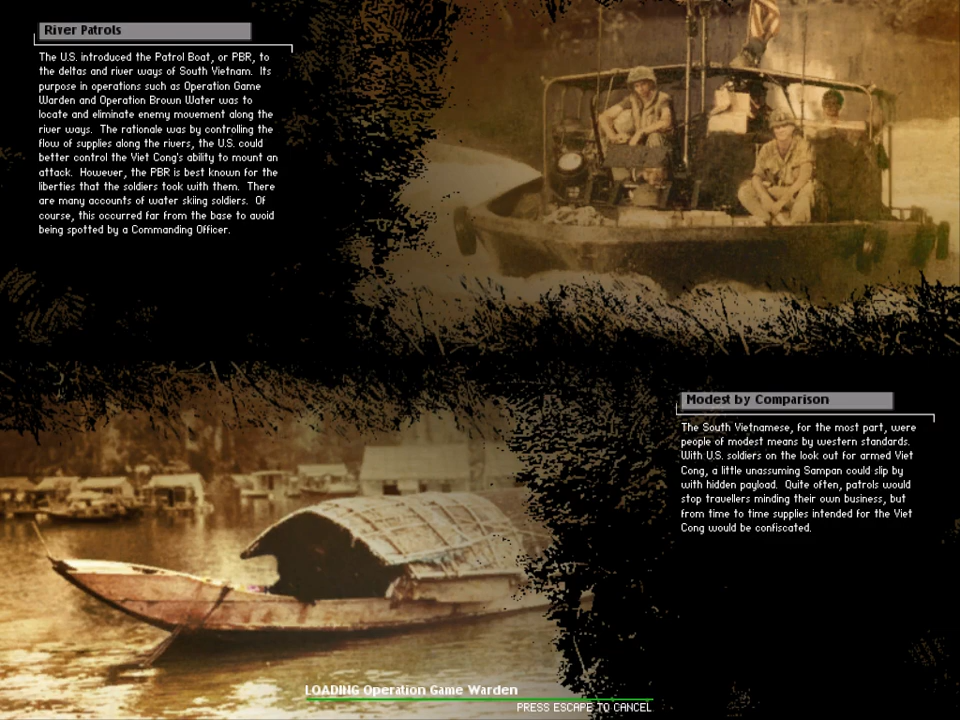 River Patrols
The U.S. introduced the Patrol Boat, or PBR, to
the deltas and river ways of South Vietnam. Its
purpose in operations such as Operation Game
Warden and Operation Brown Water was to
locate and eliminate enemy movement along the
river ways. The rationale was by controlling the
flow of supplies along the rivers, the U.S. could
better control the Viet Cong's ability to mount an
attack. However, the PBR is best known for the
liberties that the soldiers took with them. There
are many accounts of water skiing soldiers. Of
course, this occurred far from the base to avoid
being spotted by a Commanding Officer.
Modest by Comparison
The South Vietnamese, for the most part, were
people of modest means by western standards.
With U.S. soldiers on the look out for armed Viet
Cong, a little unassuming Sampan could slip by
with hidden payload. Quite often, patrols would
stop travellers minding their own business, but
from time to time supplies intended for the Viet
Cong would be confiscated.
LOADING Operation Game Warden
PRESS ESCAPE TO CANCEL